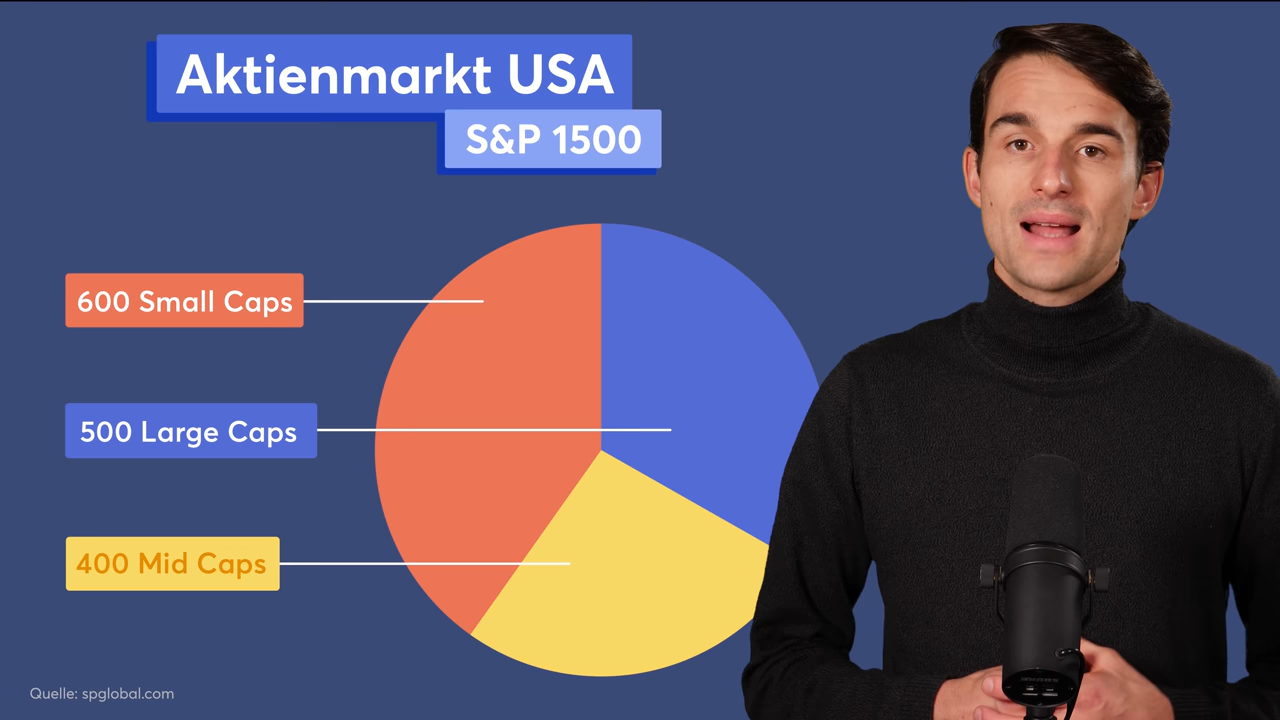 Aktienmarkt USA
S&P 1500
600 Small Caps
500 Large Caps
400 Mid Caps
Quelle: spglobal.com